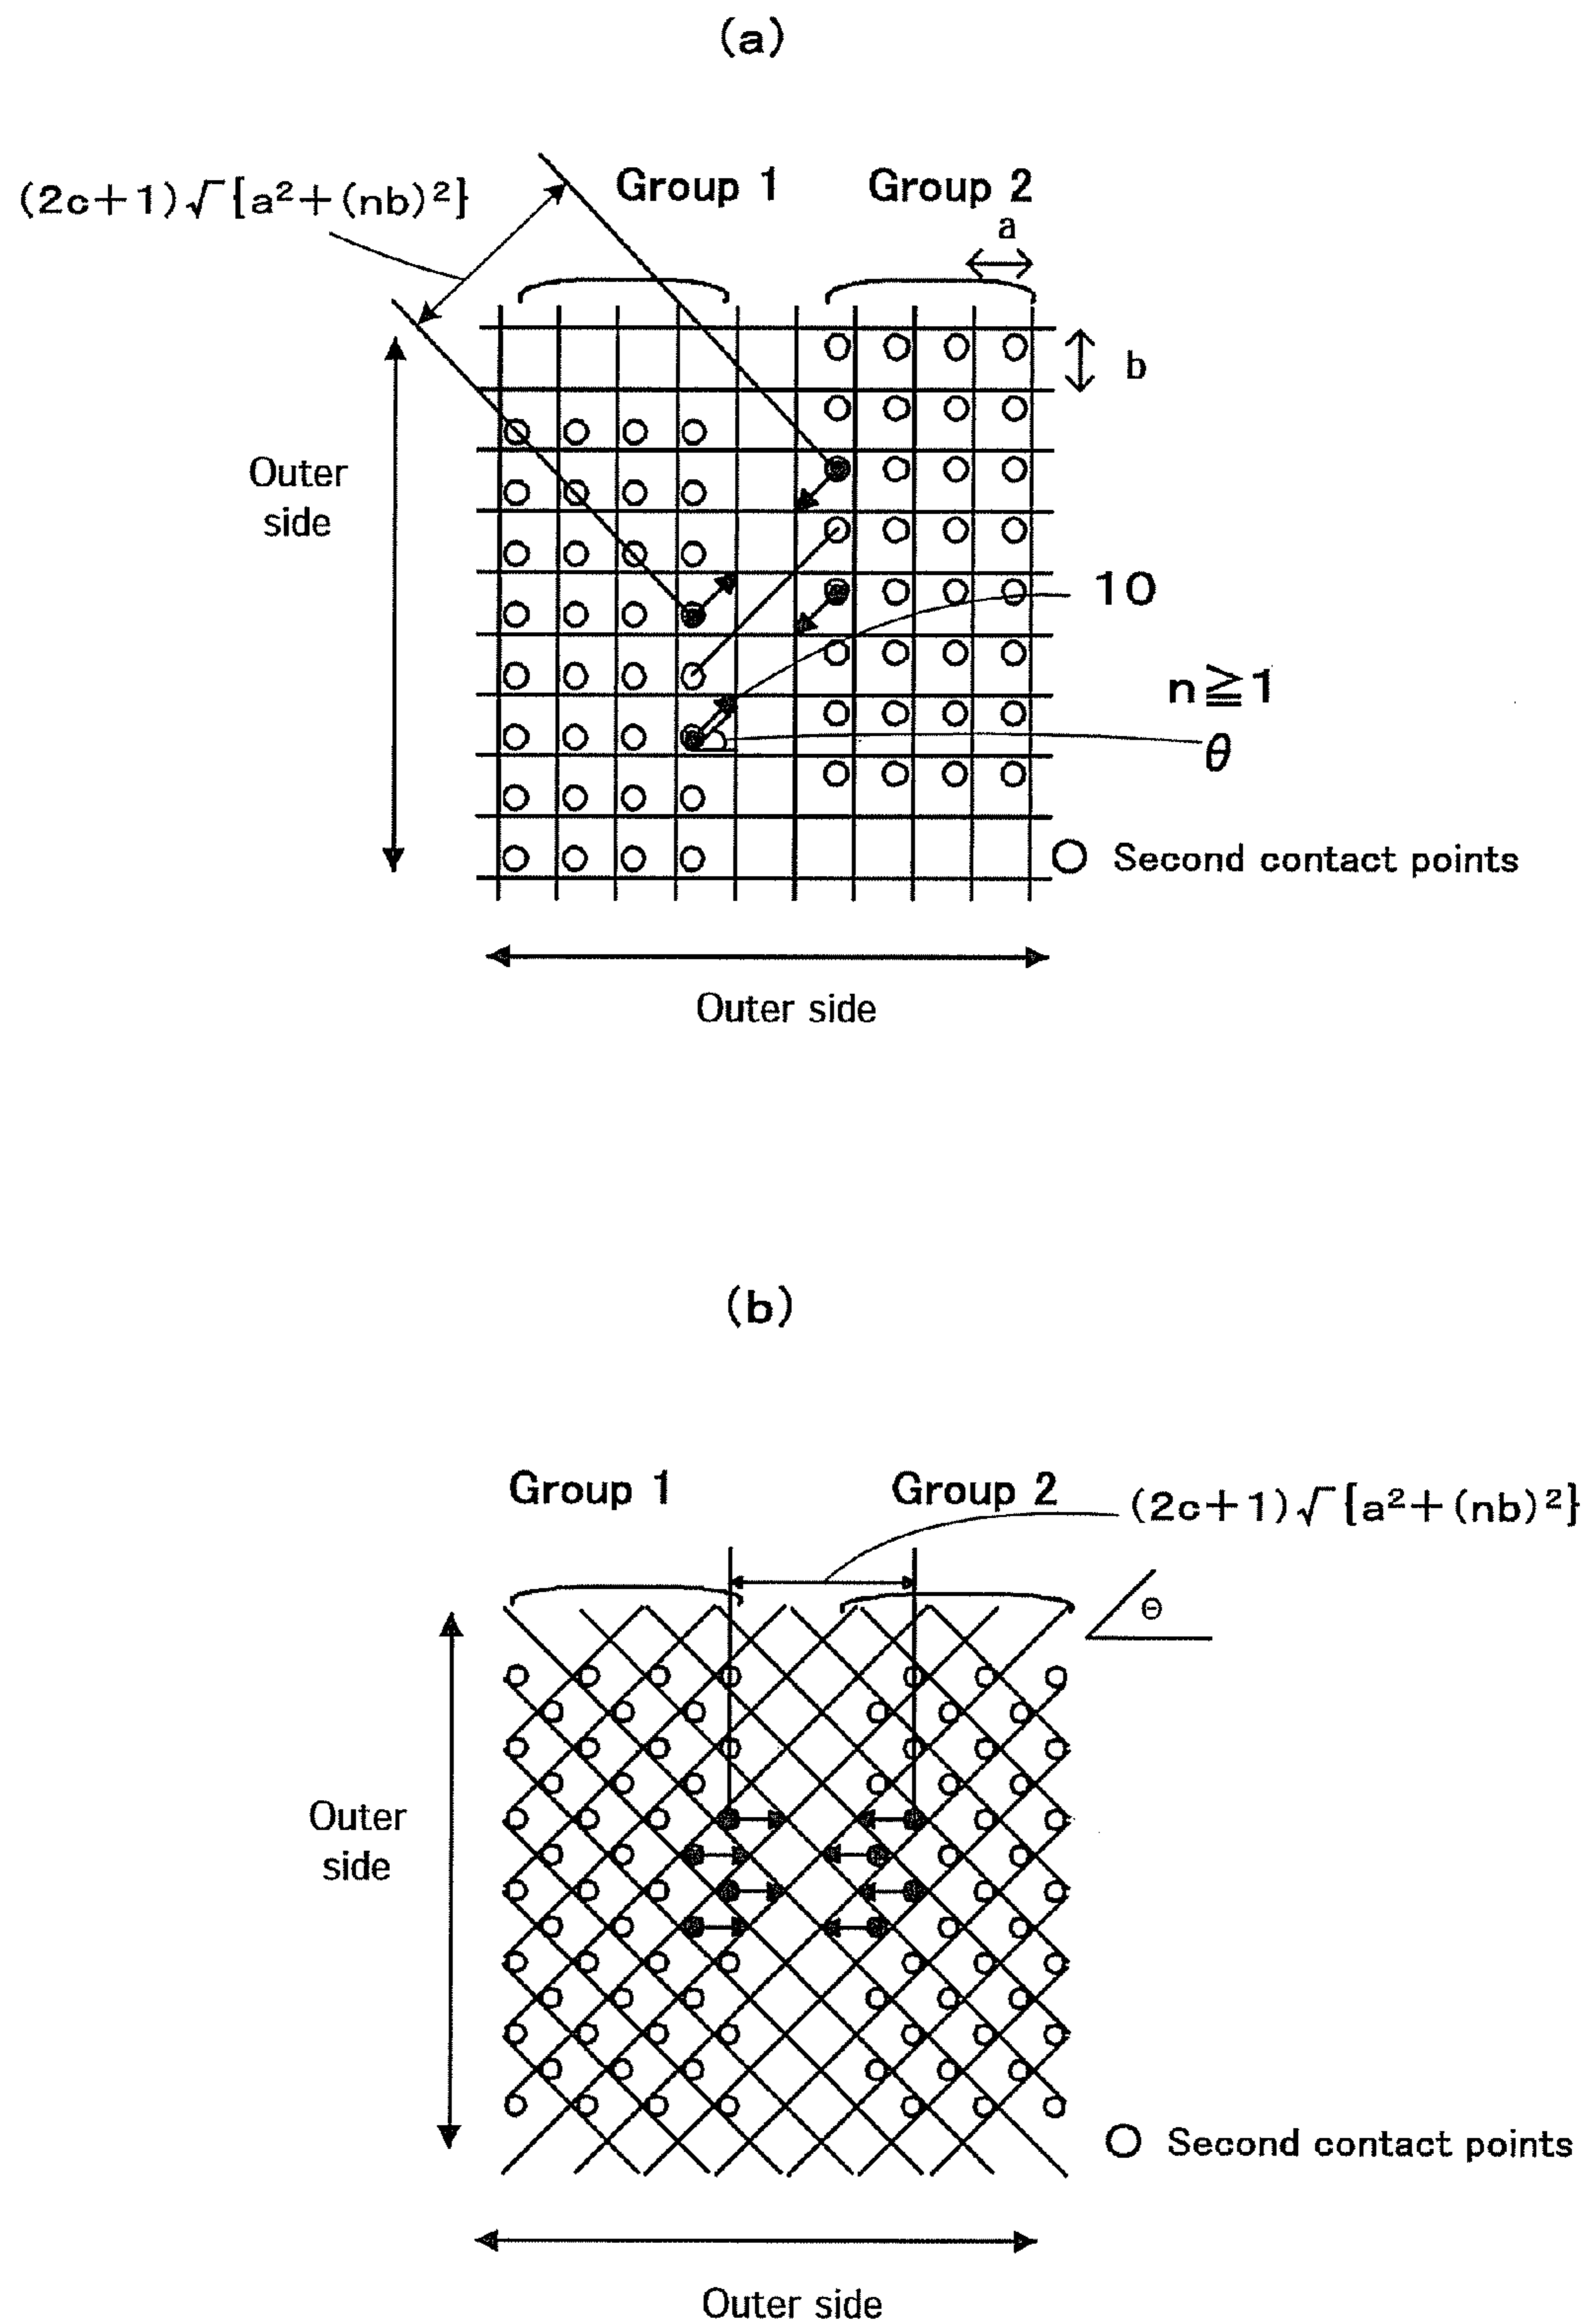 (a)
(2c+1)√{a²+(nb)²}
Group 1
Group 2
a
b
Outer
side
10
n≧1
θ
Second contact points
Outer side
(b)
Group 1
Group 2
(2c+1)√{a²+(nb)²}
Θ
Outer
side
Second contact points
Outer side